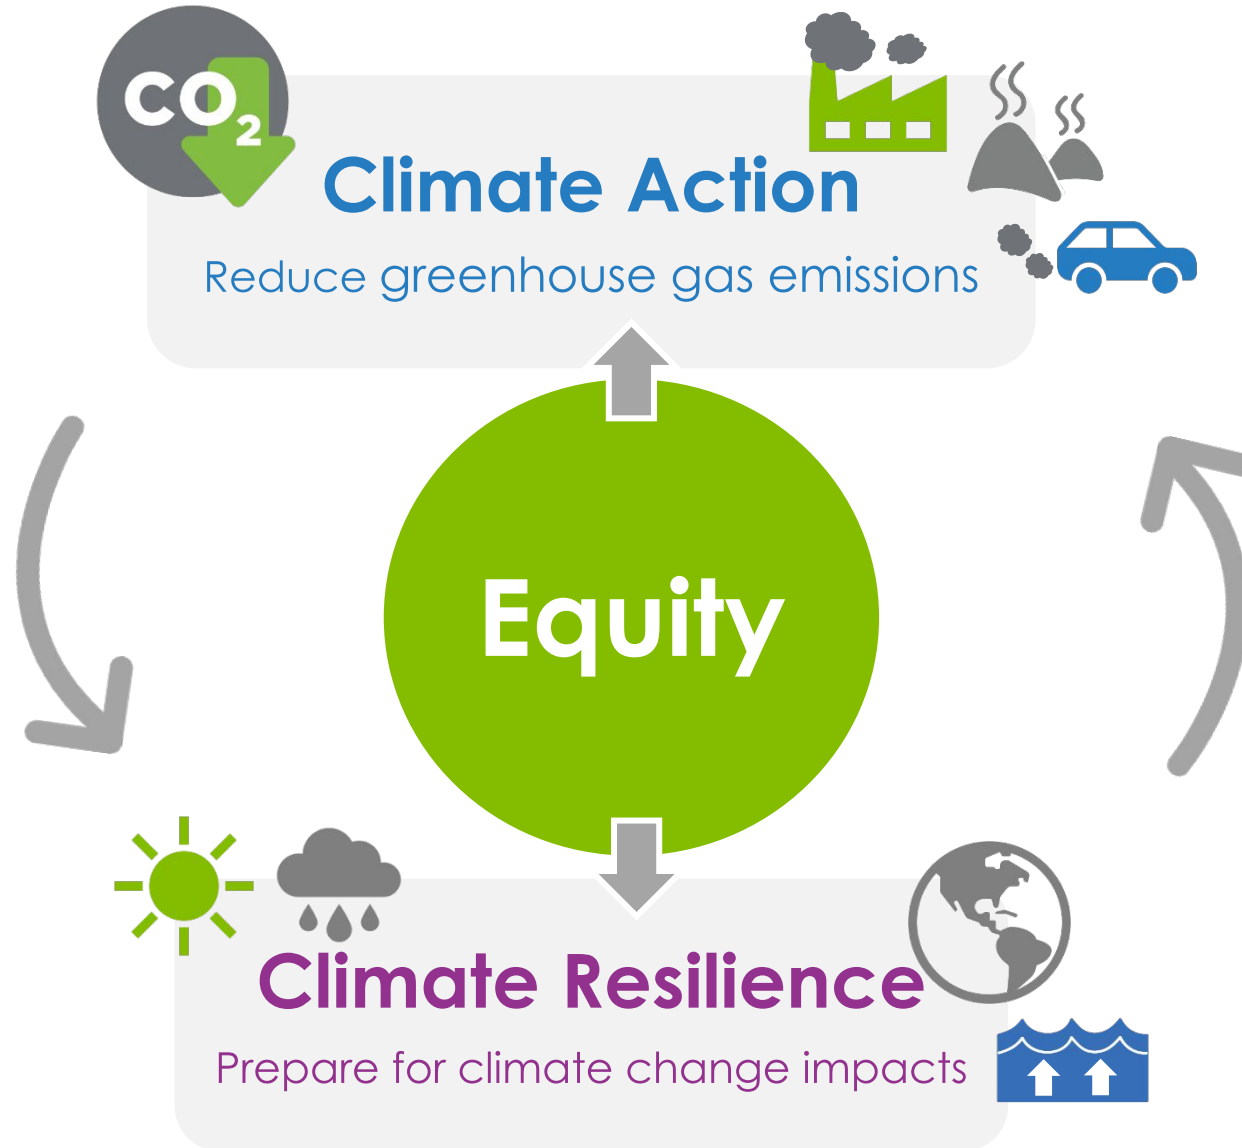 CO₂
Climate Action
Reduce greenhouse gas emissions
Equity
Climate Resilience
Prepare for climate change impacts